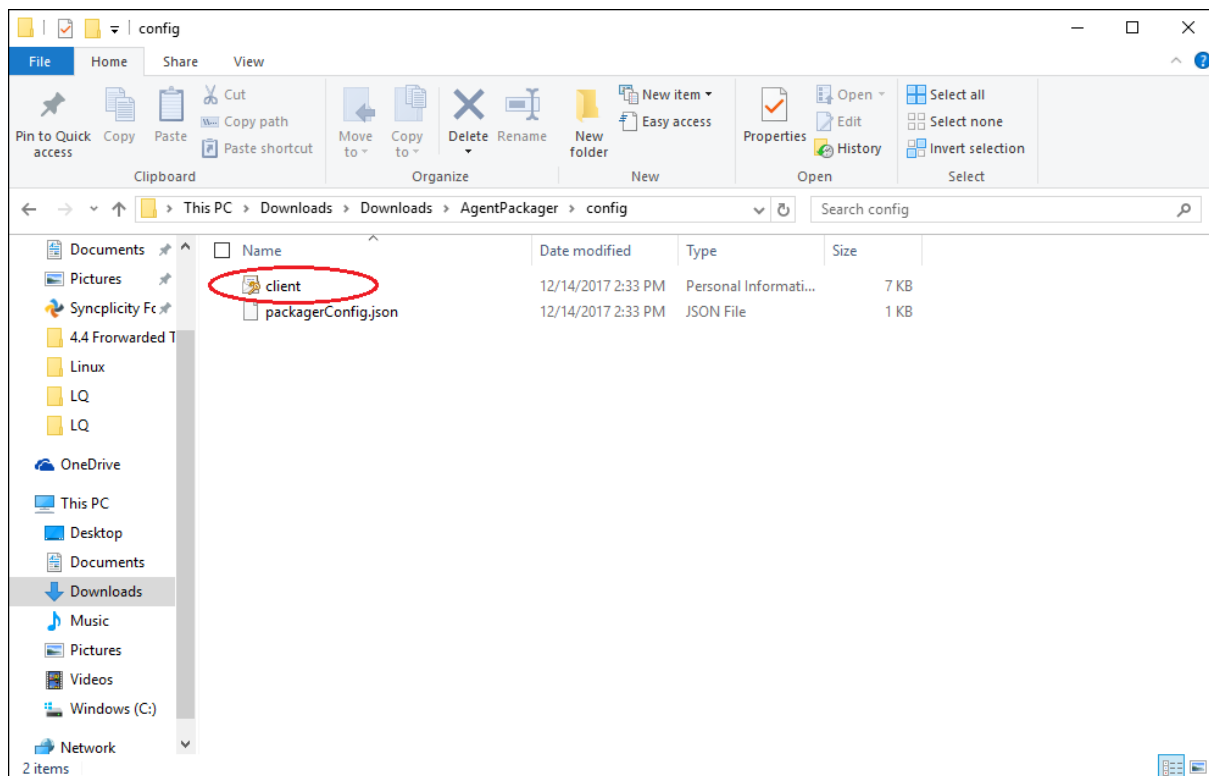 config
File Home Share View
Pin to Quick access
Copy
Paste
Cut
Copy path
Paste shortcut
Clipboard
Move to
Copy to
Delete
Rename
Organize
New folder
New item
Easy access
New
Properties
Open
Edit
History
Open
Select all
Select none
Invert selection
Select
This PC > Downloads > Downloads > AgentPackager > config
Search config
Documents
Pictures
Syncplicity Fo
4.4 Frorwarded T
Linux
LQ
LQ
OneDrive
This PC
Desktop
Documents
Downloads
Music
Pictures
Videos
Windows (C:)
Network
Name Date modified Type Size
client 12/14/2017 2:33 PM Personal Informati... 7 KB
packagerConfig.json 12/14/2017 2:33 PM JSON File 1 KB
2 items